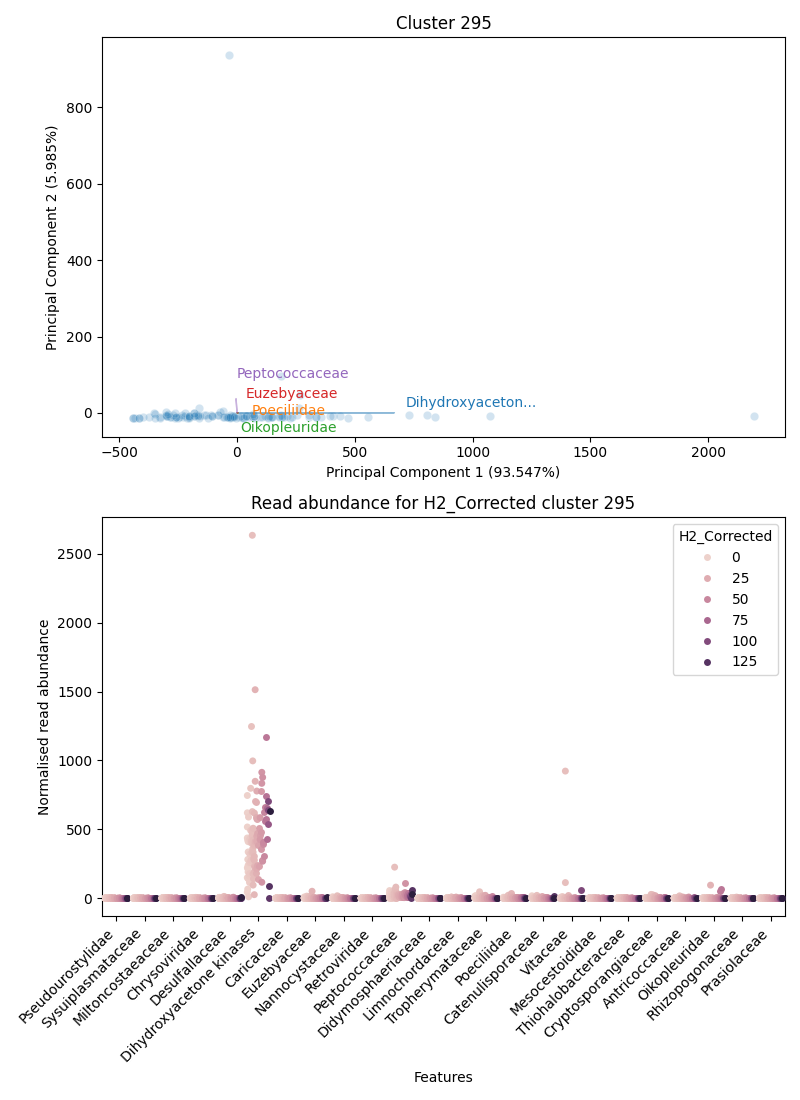 Cluster 295
Principal Component 2 (5.985%)
800
600
400
200
0
Peptococcaceae
Euzebyaceae
Dihydroxyaceton...
Poeciliidae
Oikopleuridae
−500
0
500
1000
1500
2000
Principal Component 1 (93.547%)
Read abundance for H2_Corrected cluster 295
Normalised read abundance
2500
2000
1500
1000
500
0
H2_Corrected
0
25
50
75
100
125
Pseudourostylidae
Sysuiplasmataceae
Miltoncostaeaceae
Chrysoviridae
Desulfallaceae
Dihydroxyacetone kinases
Caricaceae
Euzebyaceae
Nannocystaceae
Retroviridae
Peptococcaceae
Didymosphaeriaceae
Limnochordaceae
Tropherymataceae
Poeciliidae
Catenulisporaceae
Vitaceae
Mesocestoididae
Thiohalobacteraceae
Cryptosporangiaceae
Antricoccaceae
Oikopleuridae
Rhizopogonaceae
Prasiolaceae
Features